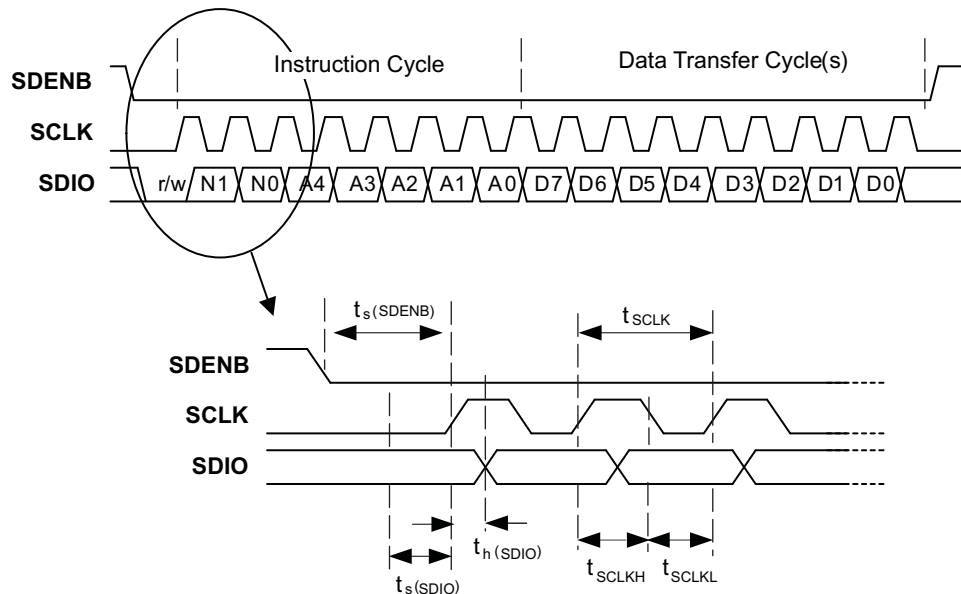 Instruction Cycle
Data Transfer Cycle(s)
SDENB
SCLK
SDIO
r/w N1 N0 A4 A3 A2 A1 A0 D7 D6 D5 D4 D3 D2 D1 D0
ts(SDENB)
tSCLK
SDENB
SCLK
SDIO
th(SDIO)
ts(SDIO)
tSCLKH
tSCLKL